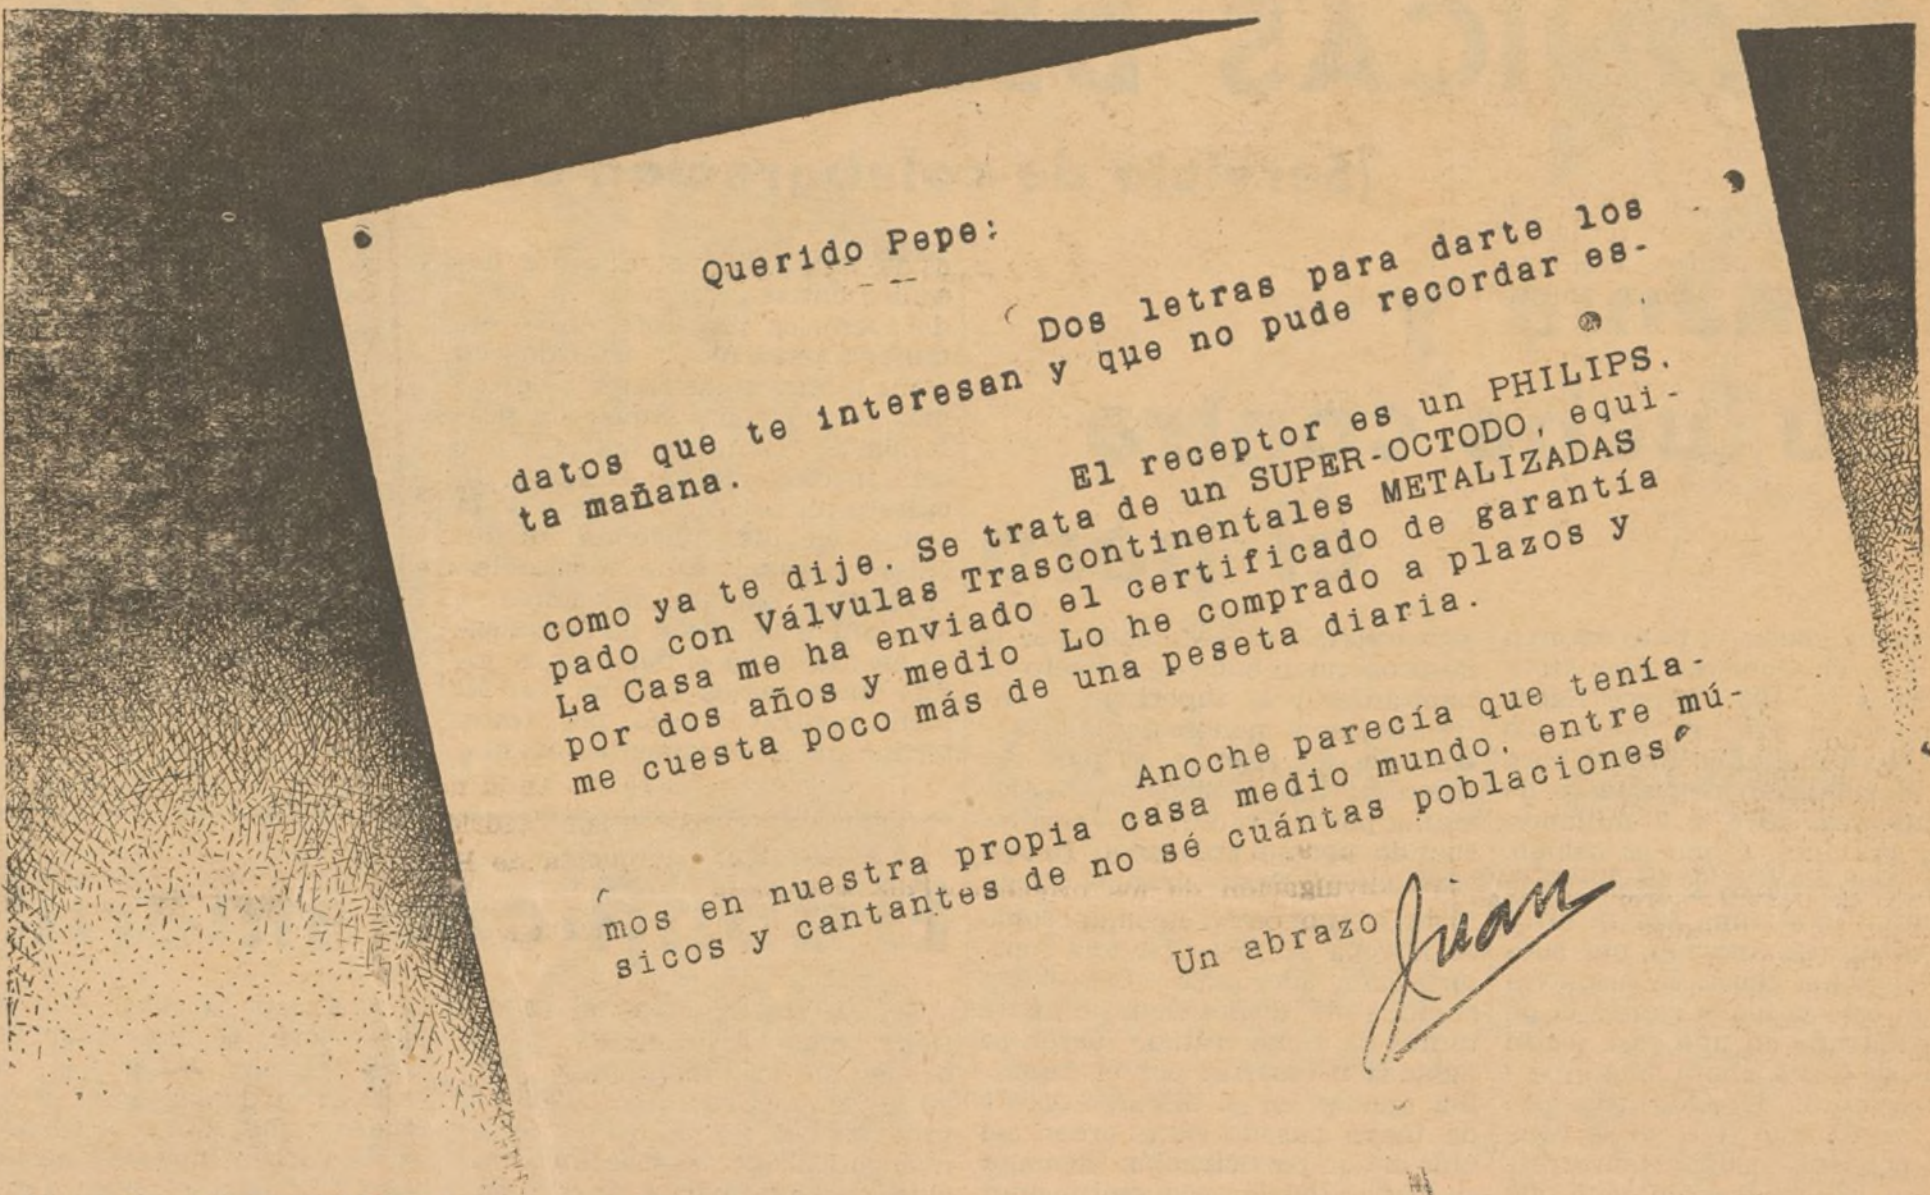 Querido Pepe:
Dos letras para darte los
datos que te interesan y que no pude recordar es-
ta mañana.
El receptor es un PHILIPS,
como ya te dije. Se trata de un SUPER-OCTODO, equi-
pado con Válvulas Trascontinentales METALIZADAS
La Casa me ha enviado el certificado de garantía
por dos años y medio Lo he comprado a plazos y
me cuesta poco más de una peseta diaria.
Anoche parecía que tenía-
mos en nuestra propia casa medio mundo, entre mú-
sicos y cantantes de no sé cuántas poblaciones
Un abrazo
Juan